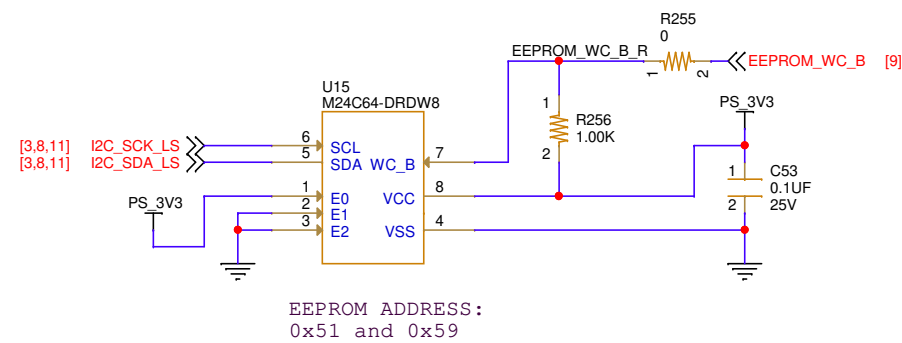 R255
0
EEPROM_WC_B_R
1
2
EEPROM_WC_B [9]
U15
M24C64-DRDW8
PS_3V3
1
R256
1.00K
2
[3,8,11] I2C_SCK_LS
6
SCL
[3,8,11] I2C_SDA_LS
5
SDA WC_B
7
1
C53
0.1UF
25V
2
PS_3V3
1
E0
VCC
8
2
E1
3
E2
VSS
4
EEPROM ADDRESS:
0x51 and 0x59